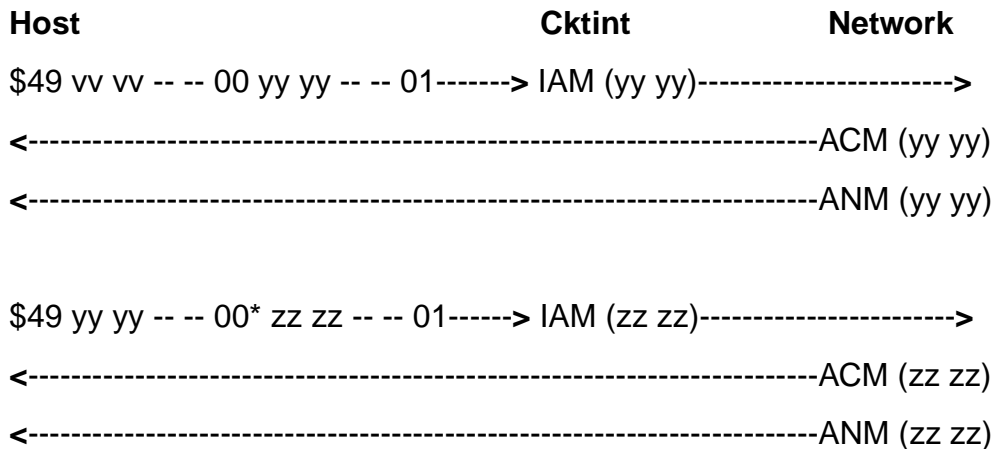 Host Cktint Network
$49 vv vv -- -- 00 yy yy -- -- 01-------> IAM (yy yy)------------------------>
<---------------------------------------------------------------------------ACM (yy yy)
<---------------------------------------------------------------------------ANM (yy yy)
$49 yy yy -- -- 00* zz zz -- -- 01------> IAM (zz zz)------------------------>
<---------------------------------------------------------------------------ACM (zz zz)
<---------------------------------------------------------------------------ANM (zz zz)